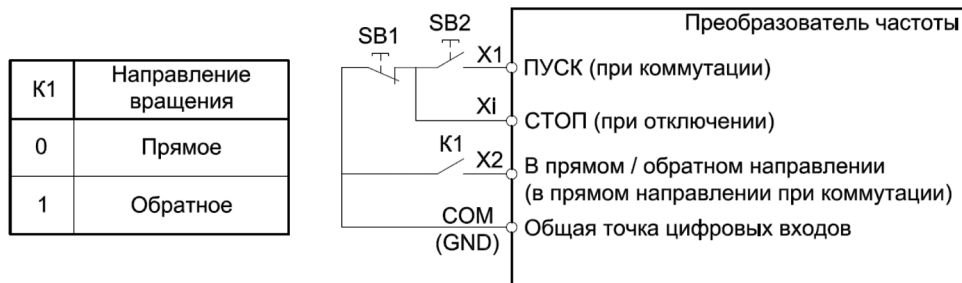 K1
Направление
вращения
0
Прямое
1
Обратное
Преобразователь частоты
SB1
SB2
X1
ПУСК (при коммутации)
Xi
СТОП (при отключении)
К1
X2
В прямом / обратном направлении
(в прямом направлении при коммутации)
COM
(GND)
Общая точка цифровых входов